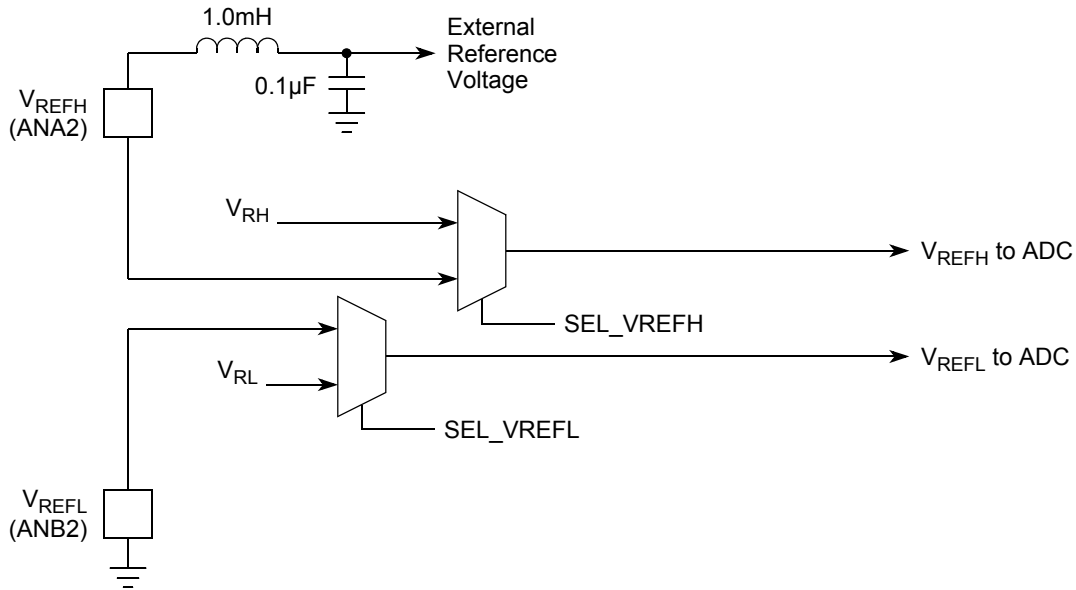 1.0mH
External
Reference
Voltage
0.1µF
VREFH
(ANA2)
VRH
VREFH to ADC
SEL_VREFH
VREFL to ADC
VRL
SEL_VREFL
VREFL
(ANB2)